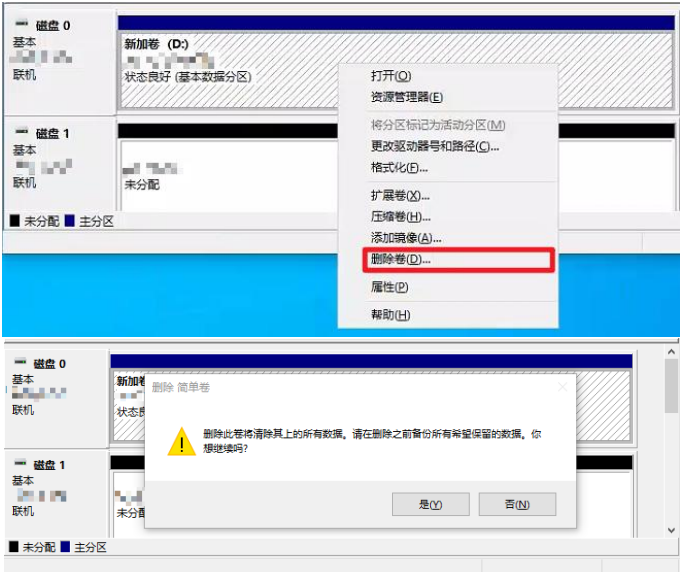 磁盘 0
基本
联机
新加卷 (D:)
状态良好 (基本数据分区)
磁盘 1
基本
联机
未分配
未分配 主分区
打开(O)
资源管理器(E)
将分区标记为活动分区(M)
更改驱动器号和路径(C)...
格式化(F)...
扩展卷(X)...
压缩卷(H)...
添加镜像(A)...
删除卷(D)...
属性(P)
帮助(H)
磁盘 0
基本
联机
新加
状态
删除 简单卷
删除此卷将清除其上的所有数据。请在删除之前备份所有希望保留的数据。你
想继续吗?
是(Y) 否(N)
磁盘 1
基本
联机
未分
未分配 主分区